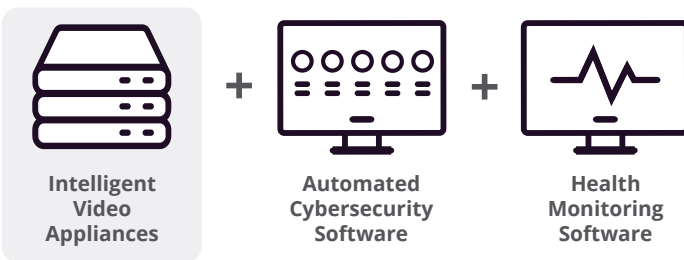 Intelligent
Video
Appliances
+
Automated
Cybersecurity
Software
+
Health
Monitoring
Software